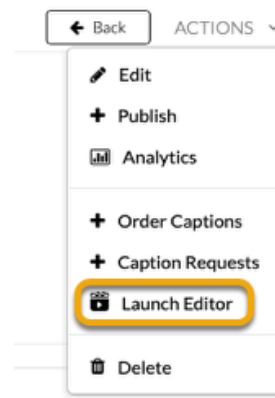 Back ACTIONS
Edit
Publish
Analytics
Order Captions
Caption Requests
Launch Editor
Delete